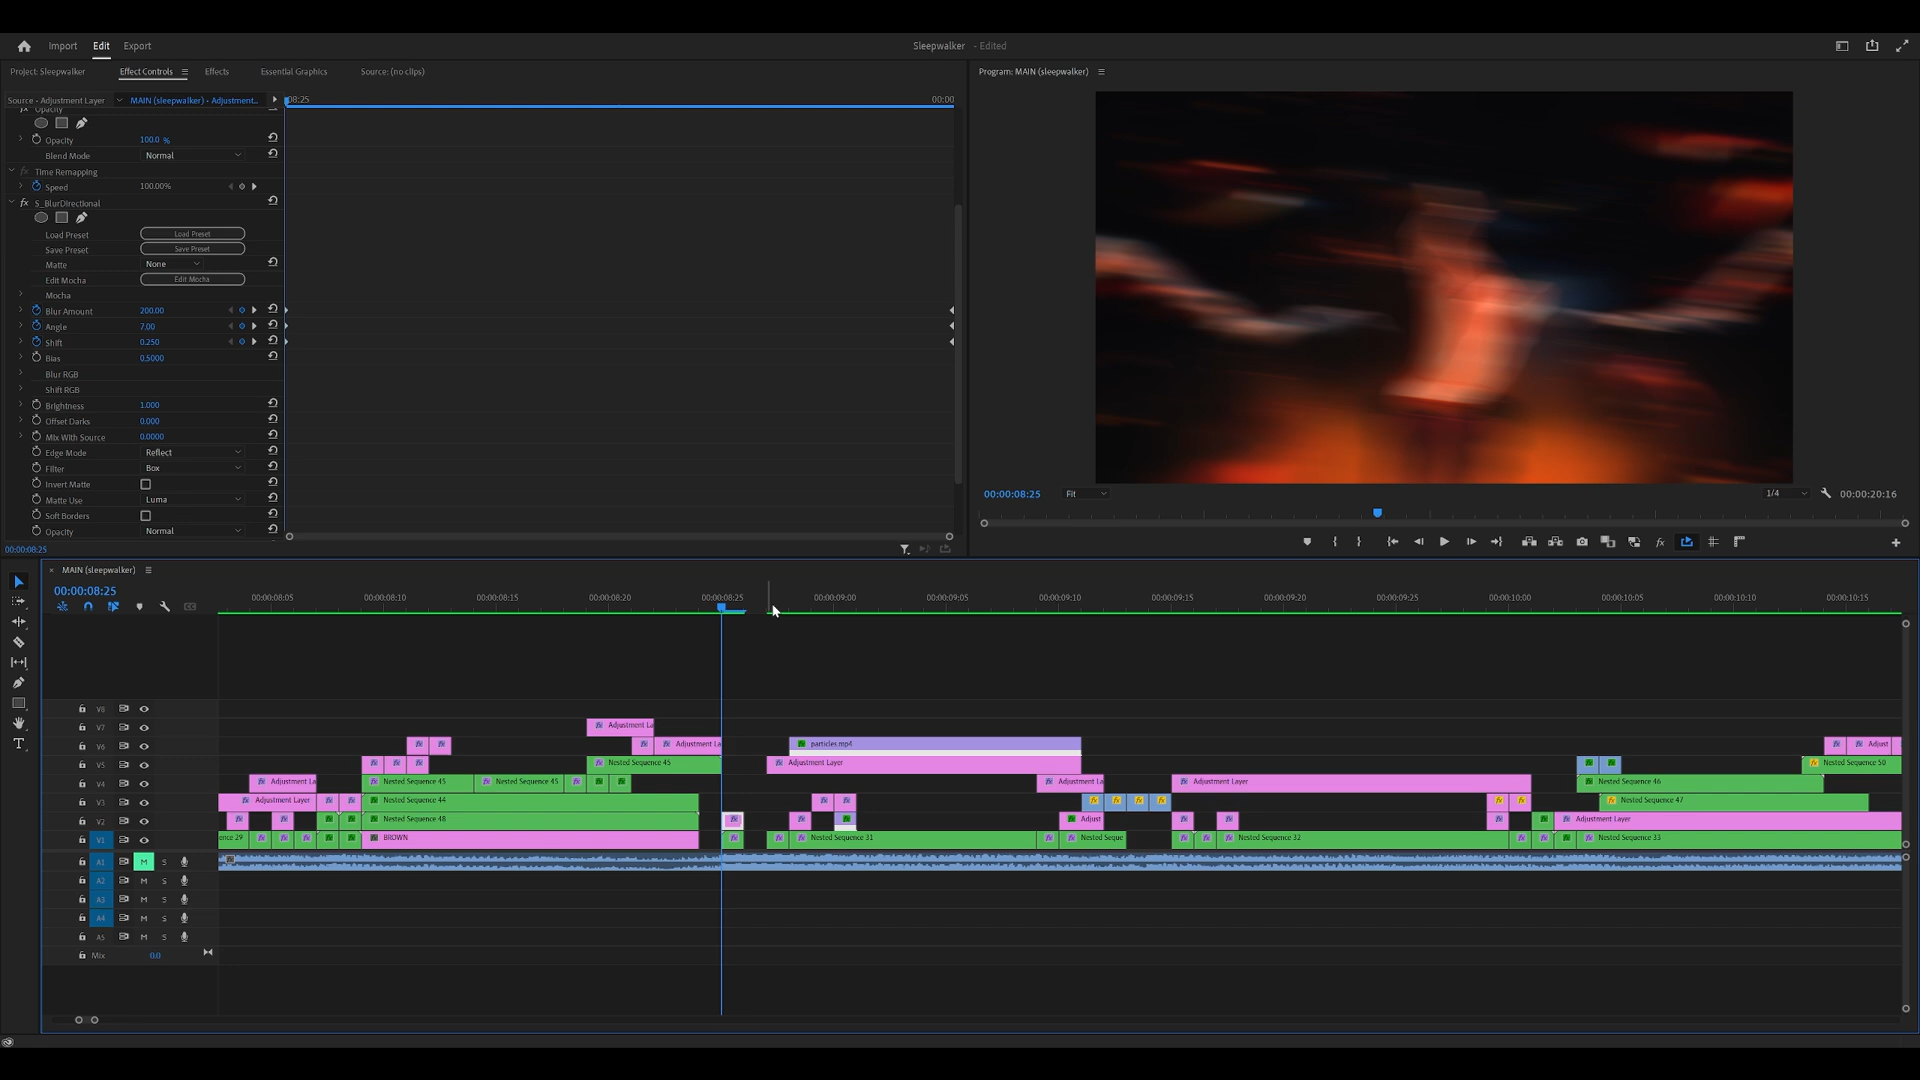 Import Edit Export
Sleepwalker - Edited
Project: Sleepwalker Effect Controls Effects Essential Graphics Source: (no clips)
Program: MAIN (sleepwalker)
Source - Adjustment Layer MAIN (sleepwalker) - Adjustment... 08:25 00:00
Opacity
Opacity 100.0 %
Blend Mode Normal
Time Remapping
Speed 100.00%
fx S_BlurDirectional
Load Preset Load Preset
Save Preset Save Preset
Matte None
Edit Mocha Edit Mocha
Mocha
Blur Amount 200.00
Angle 7.00
Shift 0.250
Bias 0.5000
Blur RGB
Shift RGB
Brightness 1.000
Offset Darks 0.000
Mix With Source 0.0000
Edge Mode Reflect
Filter Box
Invert Matte
Matte Use Luma
Soft Borders
Opacity Normal
00:00:08:25
00:00:08:25 Fit 1/4 00:00:20:16
fx
× MAIN (sleepwalker)
00:00:08:25
00:00:08:05 00:00:08:10 00:00:08:15 00:00:08:20 00:00:08:25 00:00:09:00 00:00:09:05 00:00:09:10 00:00:09:15 00:00:09:20 00:00:09:25 00:00:10:00 00:00:10:05 00:00:10:10 00:00:10:15
T
V8
V7 Adjustment La
V6 Adjustment La particles.mp4 Adjust
V5 Nested Sequence 45 Adjustment Layer Nested Sequence 50
V4 Adjustment La Nested Sequence 45 Nested Sequence 45 Adjustment La Adjustment Layer Nested Sequence 46
V3 Adjustment Layer Nested Sequence 44 Nested Sequence 47
V2 Nested Sequence 48 Adjust Adjustment Layer
V1 ence 29 BROWN Nested Sequence 31 Nested Seque Nested Sequence 32 Nested Sequence 33
A1 M S
A2 M S
A3 M S
A4 M S
A5 M S
Mix 0.0